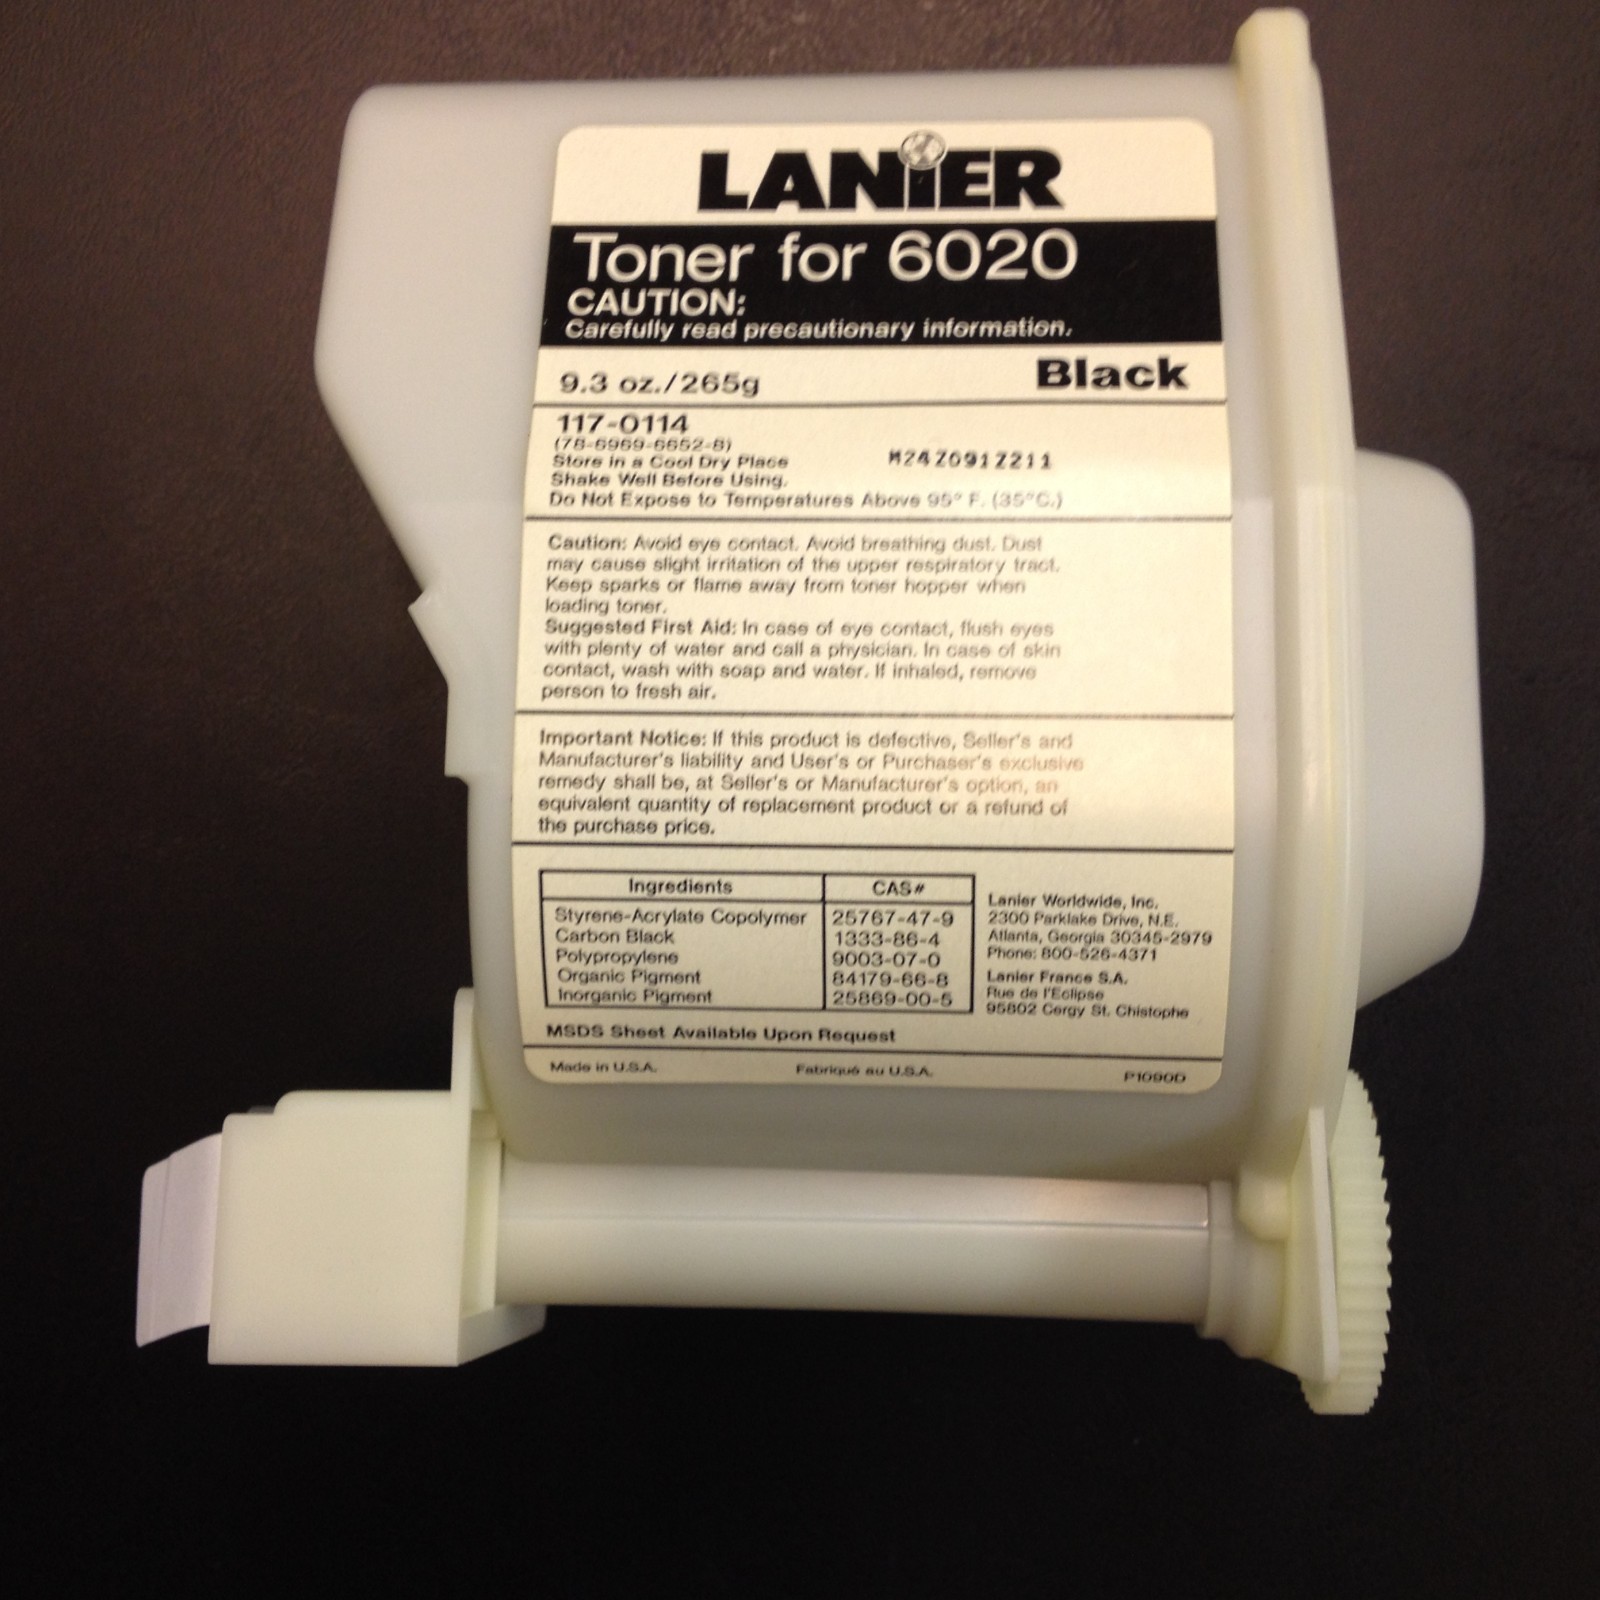 LANiER
Toner for 6020
CAUTION:
Carefully read precautionary information.
9.3 oz./265g Black
117-0114
(78-6969-6652-8)
Store in a Cool Dry Place
M24Z0917211
Shake Well Before Using.
Do Not Expose to Temperatures Above 95° F. (35°C.)
Caution: Avoid eye contact. Avoid breathing dust. Dust
may cause slight irritation of the upper respiratory tract.
Keep sparks or flame away from toner hopper when
loading toner.
Suggested First Aid: In case of eye contact, flush eyes
with plenty of water and call a physician. In case of skin
contact, wash with soap and water. If inhaled, remove
person to fresh air.
Important Notice: If this product is defective, Seller's and
Manufacturer's liability and User's or Purchaser's exclusive
remedy shall be, at Seller's or Manufacturer's option, an
equivalent quantity of replacement product or a refund of
the purchase price.
Ingredients CAS#
Styrene-Acrylate Copolymer 25767-47-9
Carbon Black 1333-86-4
Polypropylene 9003-07-0
Organic Pigment 84179-66-8
Inorganic Pigment 25869-00-5
Lanier Worldwide, Inc.
2300 Parklake Drive, N.E.
Atlanta, Georgia 30345-2979
Phone: 800-526-4371
Lanier France S.A.
Rue de l'Eclipse
95802 Cergy St. Chistophe
MSDS Sheet Available Upon Request
Made in U.S.A. Fabriqué au U.S.A. P1090D